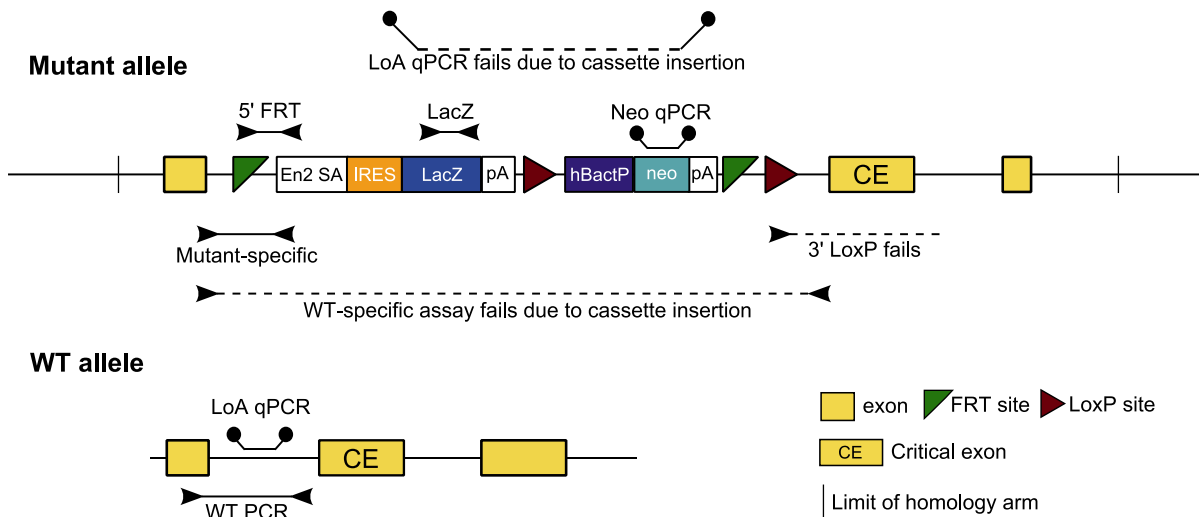 LoA qPCR fails due to cassette insertion
Mutant allele
5' FRT
LacZ
Neo qPCR
En2 SA
IRES
LacZ
pA
hBactP
neo
pA
CE
Mutant-specific
3' LoxP fails
WT-specific assay fails due to cassette insertion
WT allele
LoA qPCR
CE
WT PCR
exon
FRT site
LoxP site
CE
Critical exon
Limit of homology arm